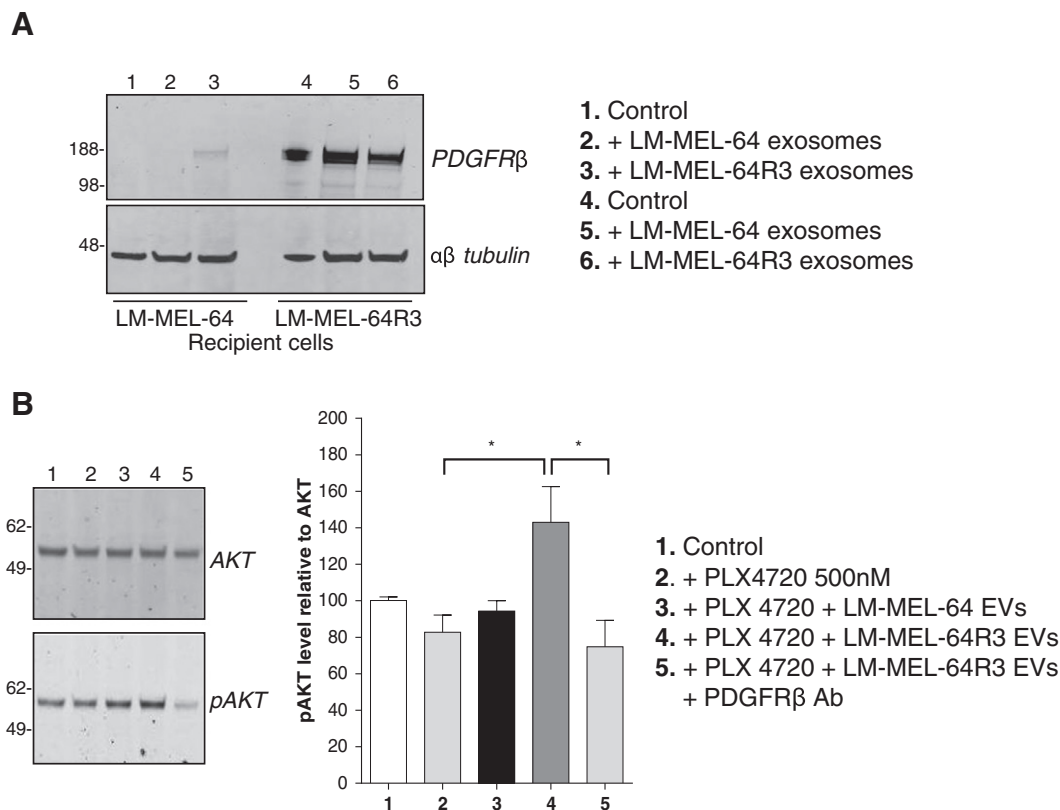 A
1 2 3 4 5 6
188-
98-
PDGFRβ
48-
αβ tubulin
LM-MEL-64 LM-MEL-64R3
Recipient cells
1. Control
2. + LM-MEL-64 exosomes
3. + LM-MEL-64R3 exosomes
4. Control
5. + LM-MEL-64 exosomes
6. + LM-MEL-64R3 exosomes
B
1 2 3 4 5
62-
49-
AKT
62-
49-
pAKT
pAKT level relative to AKT
200
180
160
140
120
100
80
60
40
20
0
* *
1 2 3 4 5
1. Control
2. + PLX4720 500nM
3. + PLX 4720 + LM-MEL-64 EVs
4. + PLX 4720 + LM-MEL-64R3 EVs
5. + PLX 4720 + LM-MEL-64R3 EVs
+ PDGFRβ Ab